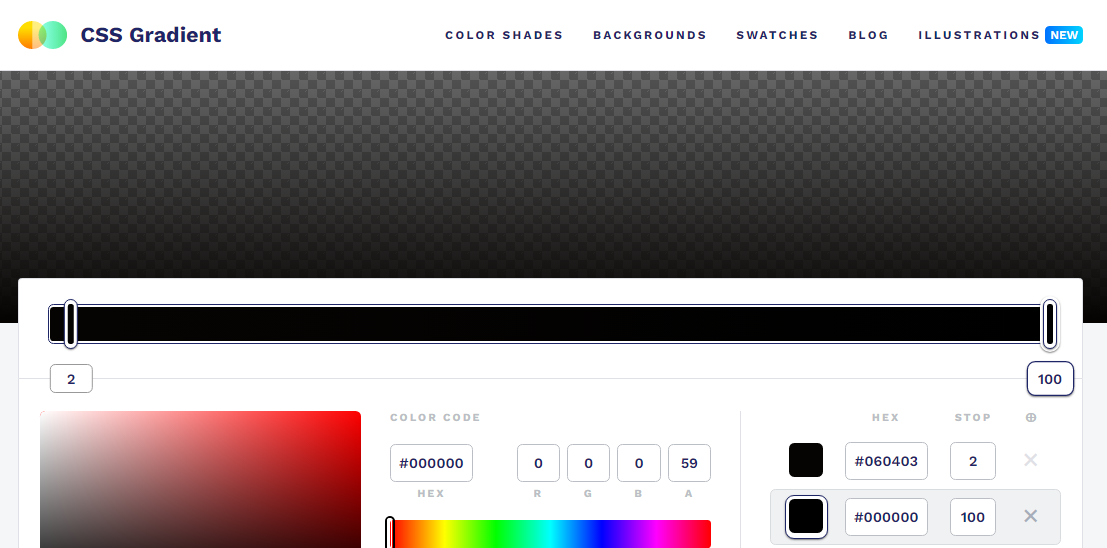 CSS Gradient
COLOR SHADES BACKGROUNDS SWATCHES BLOG ILLUSTRATIONS NEW
2 100
COLOR CODE
#000000 0 0 0 59
HEX R G B A
HEX STOP
#060403 2
#000000 100